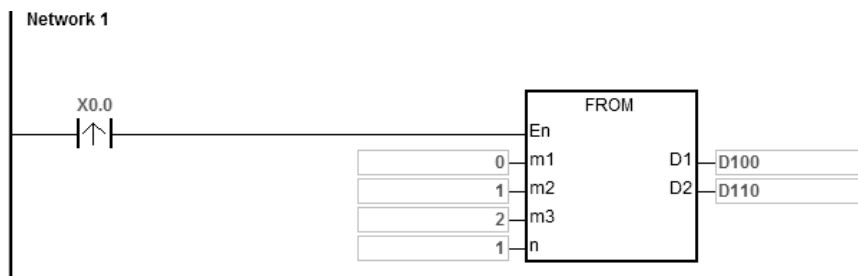 Network 1
X0.0
FROM
En
0 m1 D1 D100
1 m2 D2 D110
2 m3
1 n